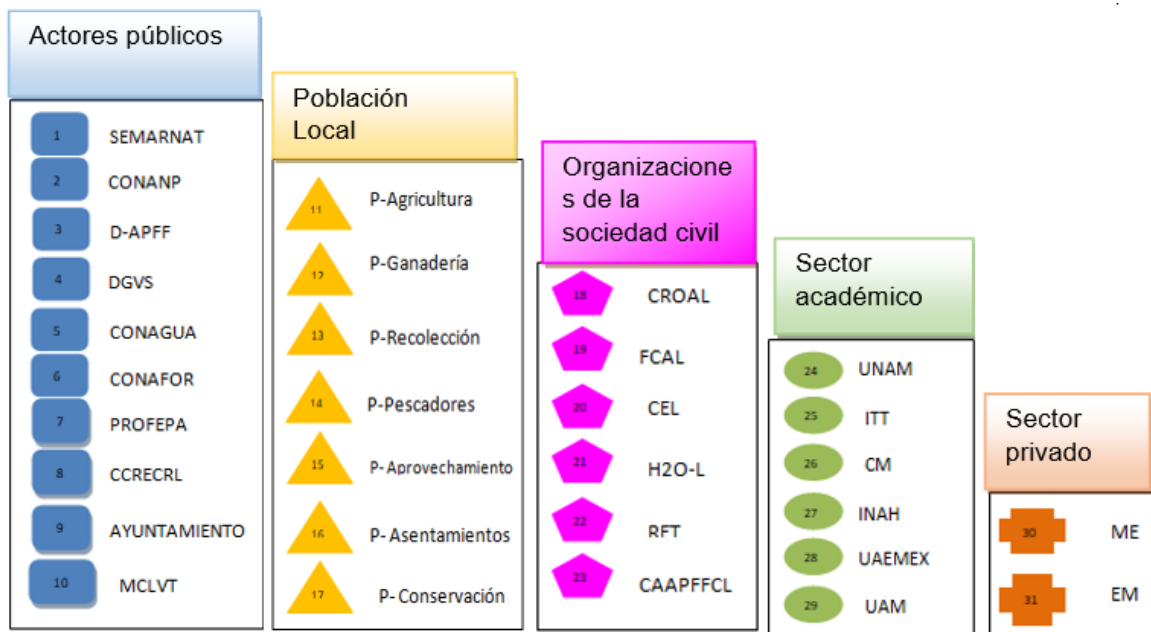 Actores públicos
1 SEMARNAT
2 CONANP
3 D-APFF
4 DGVS
5 CONAGUA
6 CONAFOR
7 PROFEPA
8 CCRECRL
9 AYUNTAMIENTO
10 MCLVT
Población
Local
11 P-Agricultura
12 P-Ganadería
13 P-Recolección
14 P-Pescadores
15 P-Aprovechamiento
16 P- Asentamientos
17 P- Conservación
Organizacione
s de la
sociedad civil
18 CROAL
19 FCAL
20 CEL
21 H2O-L
22 RFT
23 CAAPFFCL
Sector
académico
24 UNAM
25 ITT
26 CM
27 INAH
28 UAEMEX
29 UAM
Sector
privado
30 ME
31 EM